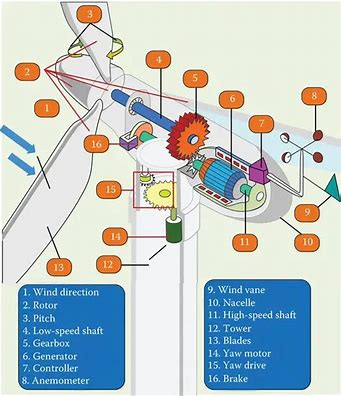 3
4
5
2
6
7
8
1
16
15
9
14
11
10
12
13
1. Wind direction
2. Rotor
3. Pitch
4. Low-speed shaft
5. Gearbox
6. Generator
7. Controller
8. Anemometer
9. Wind vane
10. Nacelle
11. High-speed shaft
12. Tower
13. Blades
14. Yaw motor
15. Yaw drive
16. Brake